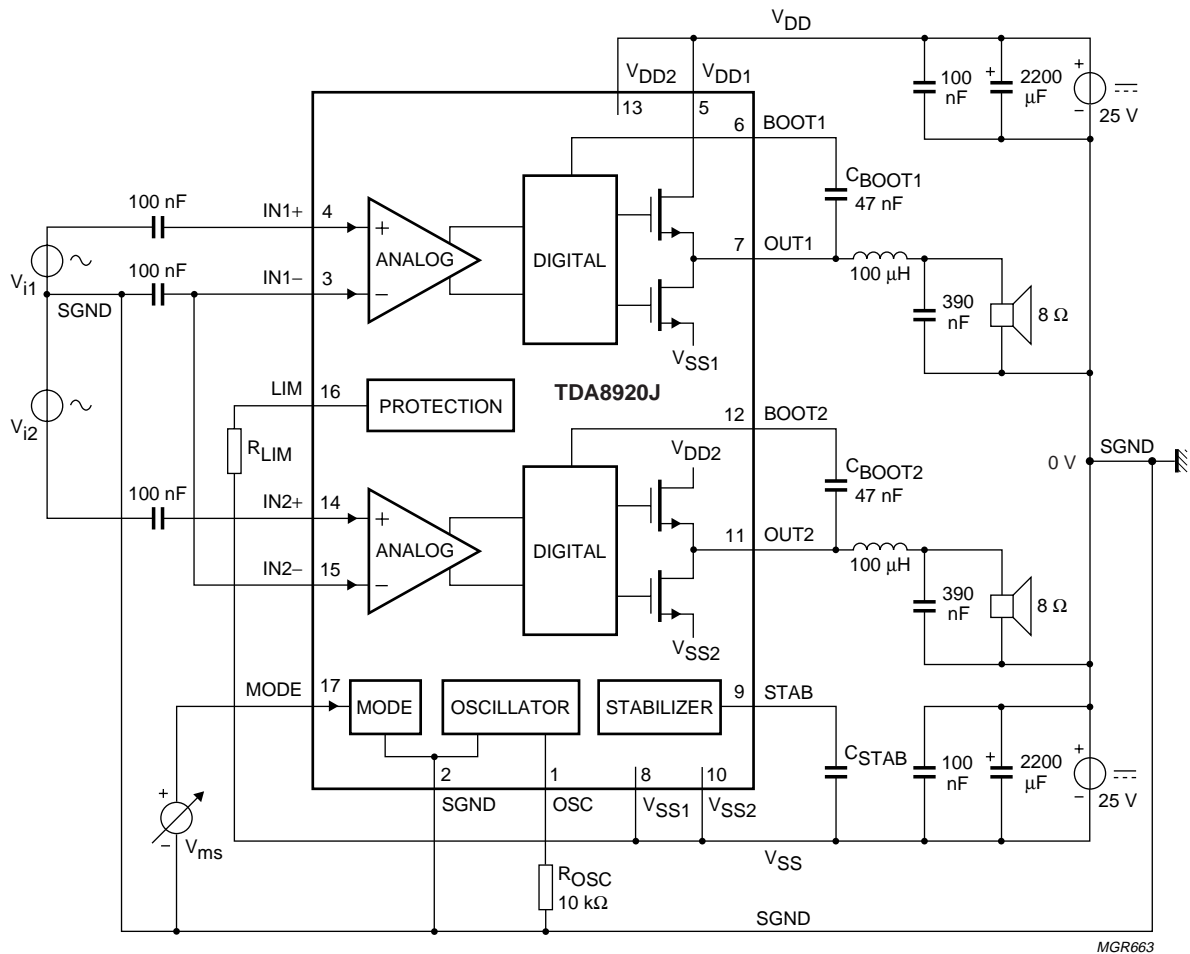 VDD
VDD2
VDD1
13
5
100 nF
+
2200 µF
+
−
25 V
6
BOOT1
CBOOT1
47 nF
100 nF
IN1+
4
+
ANALOG
DIGITAL
7
OUT1
100 µH
Vi1
100 nF
IN1−
3
−
SGND
390 nF
8 Ω
VSS1
LIM
16
PROTECTION
TDA8920J
Vi2
RLIM
12
BOOT2
VDD2
CBOOT2
47 nF
0 V
SGND
100 nF
IN2+
14
+
ANALOG
DIGITAL
11
OUT2
100 µH
IN2−
15
−
390 nF
8 Ω
VSS2
MODE
17
MODE
OSCILLATOR
STABILIZER
9
STAB
CSTAB
100 nF
+
2200 µF
+
−
25 V
2
1
8
10
SGND
OSC
VSS1
VSS2
+
−
Vms
VSS
ROSC
10 kΩ
SGND
MGR663